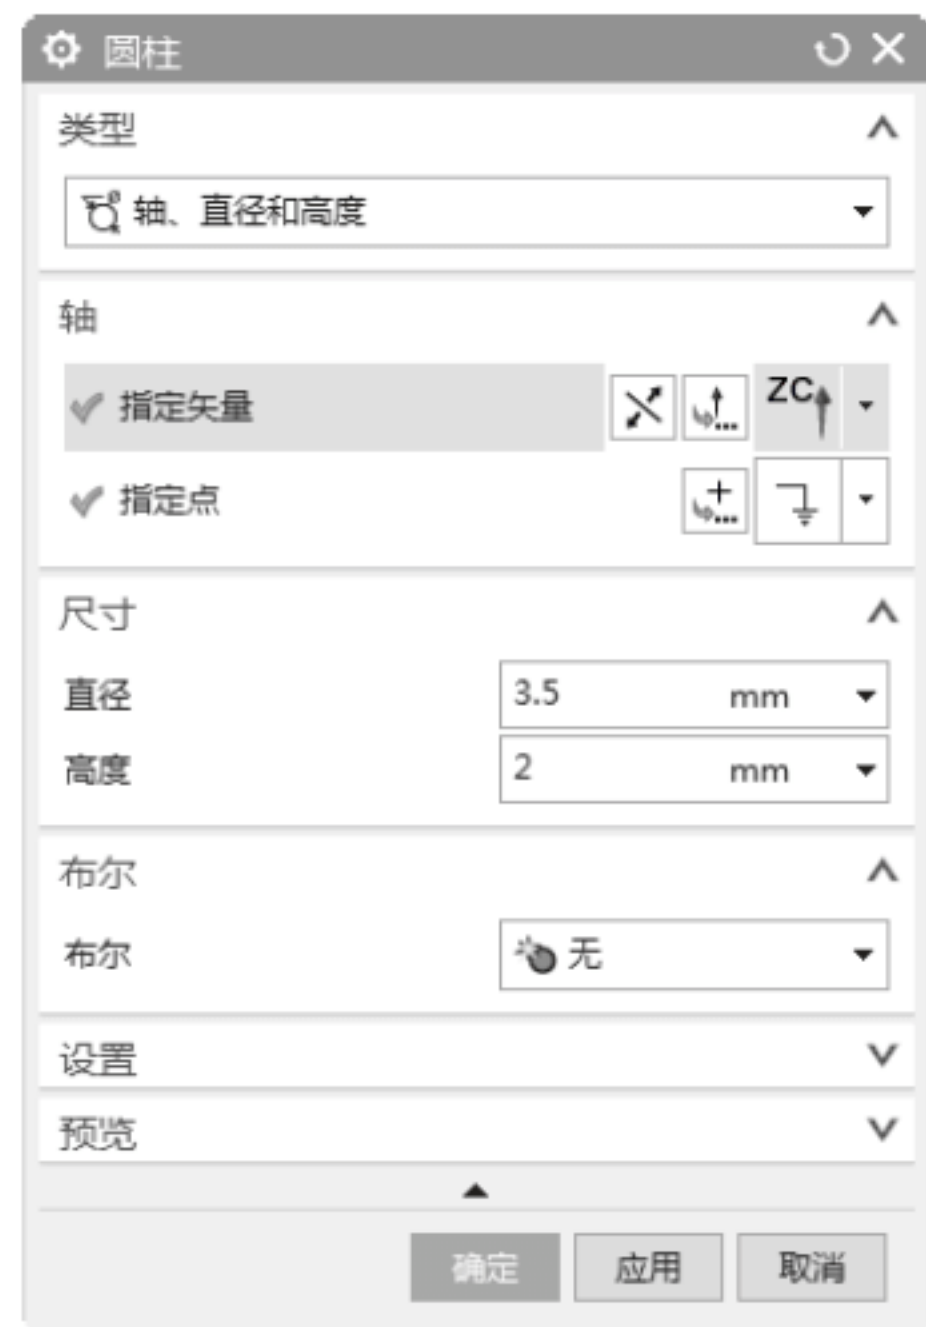 圆柱
类型
轴、直径和高度
轴
指定矢量
ZC
指定点
尺寸
直径 3.5 mm
高度 2 mm
布尔
布尔 无
设置
预览
确定 应用 取消